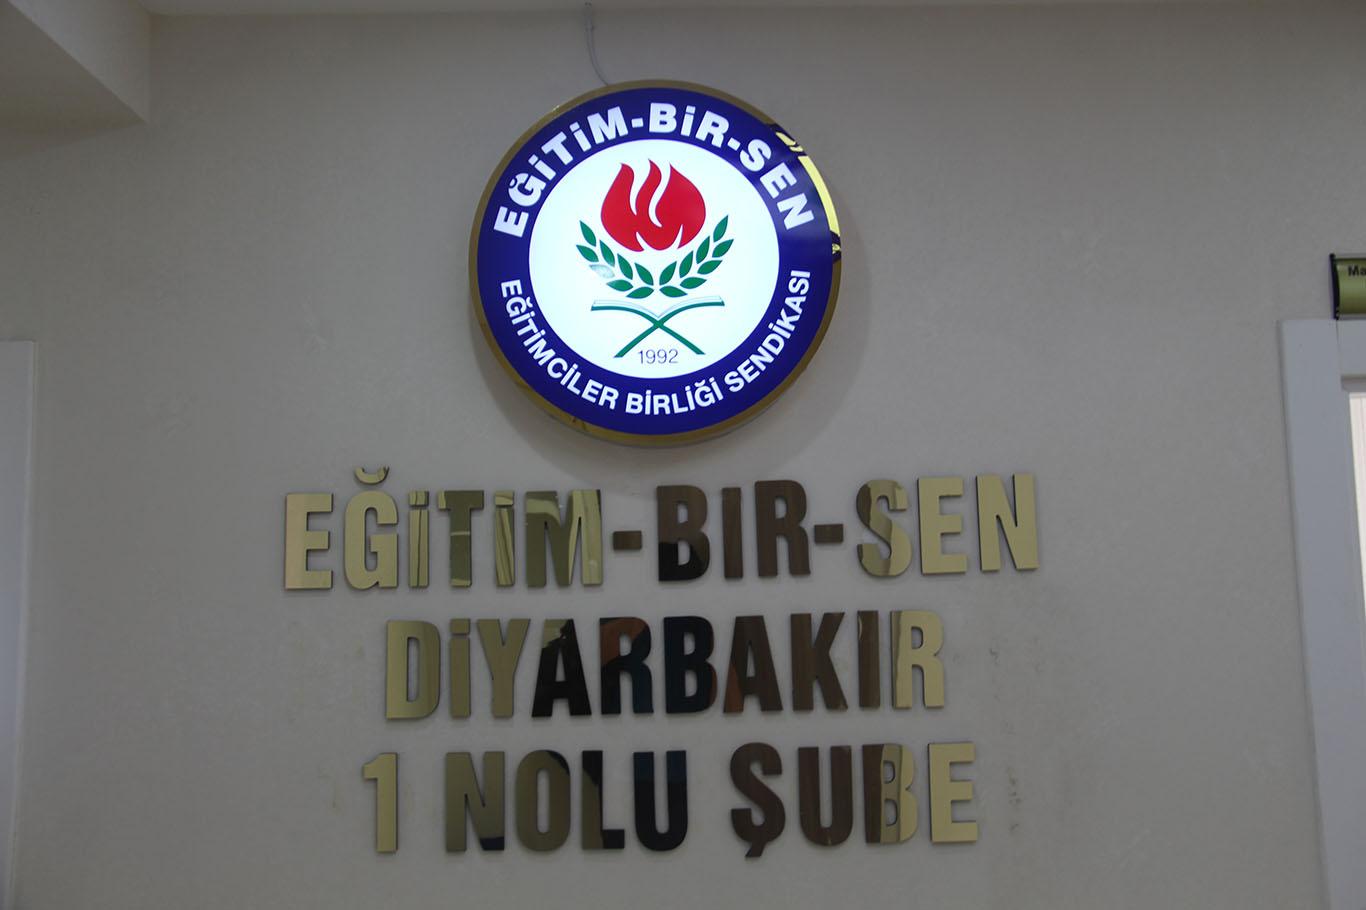 EĞİTİM-BİR-SEN
1992
EĞİTİMCİLER BİRLİĞİ SENDİKASI
EĞİTİM-BIR-SEN
DİYARBAKIR
1 NOLU ŞUBE